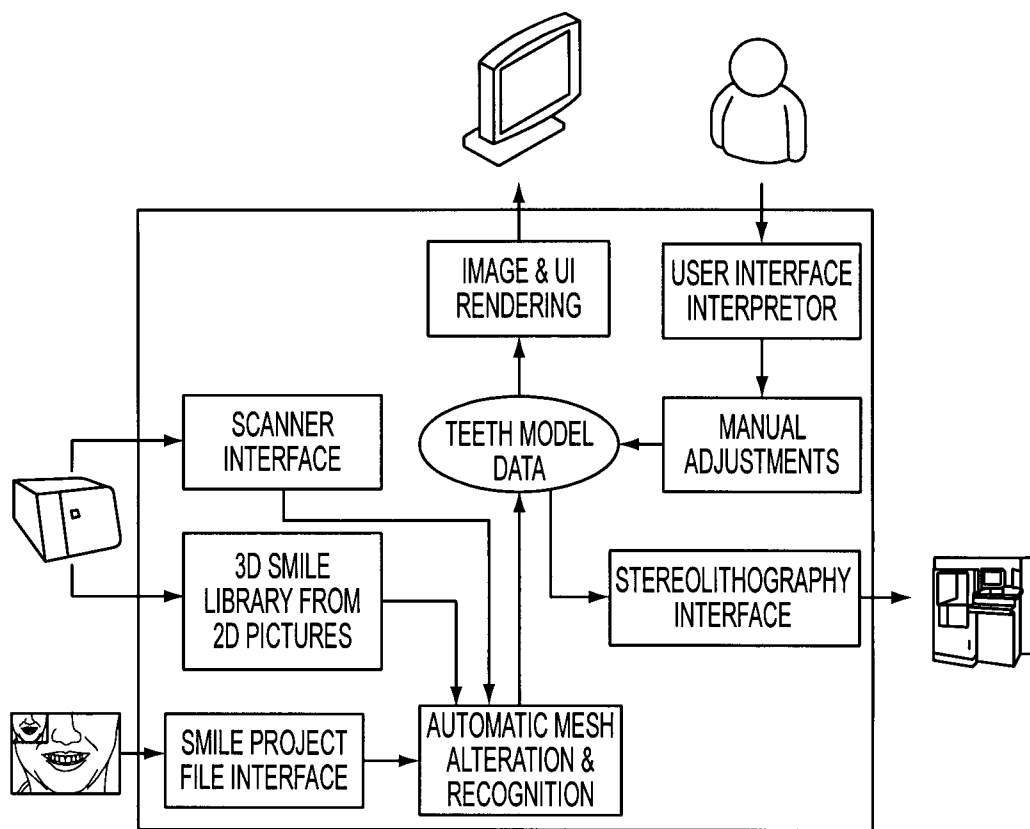 IMAGE & UI
RENDERING
USER INTERFACE
INTERPRETOR
SCANNER
INTERFACE
TEETH MODEL
DATA
MANUAL
ADJUSTMENTS
3D SMILE
LIBRARY FROM
2D PICTURES
STEREOLITHOGRAPHY
INTERFACE
SMILE PROJECT
FILE INTERFACE
AUTOMATIC MESH
ALTERATION &
RECOGNITION